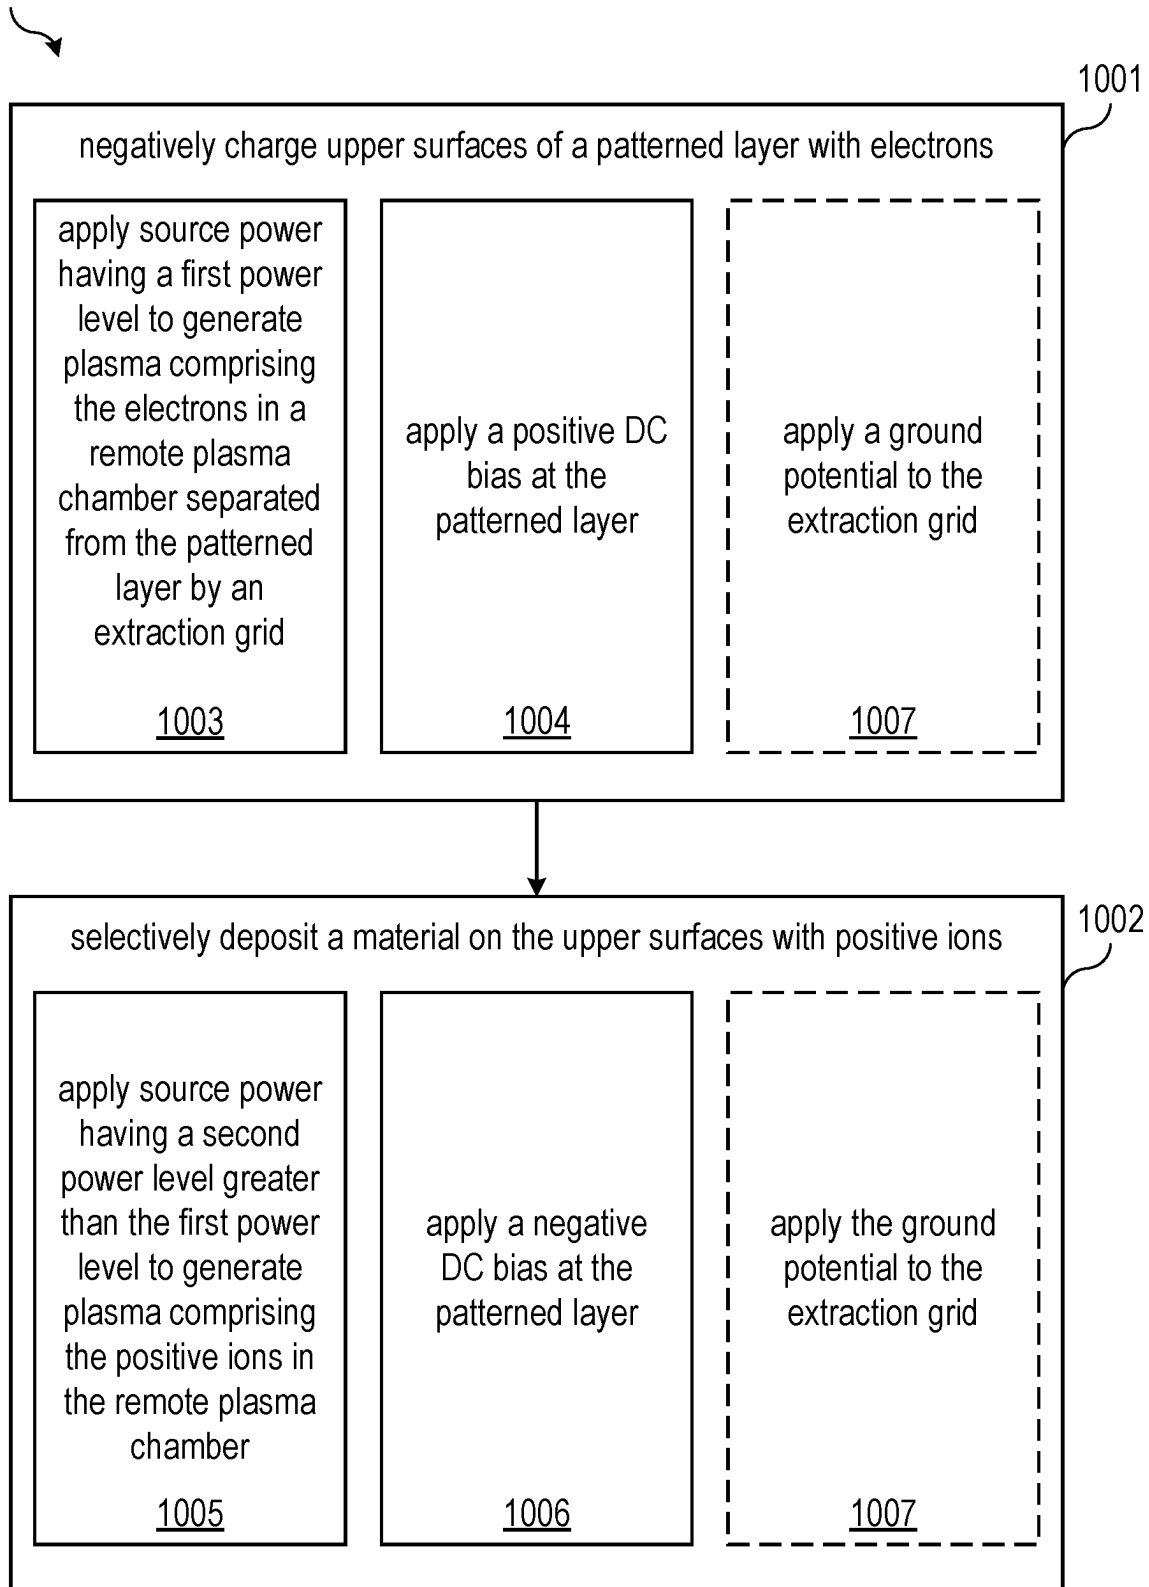 1001
negatively charge upper surfaces of a patterned layer with electrons
apply source power
having a first power
level to generate
plasma comprising
the electrons in a
remote plasma
chamber separated
from the patterned
layer by an
extraction grid
1003
apply a positive DC
bias at the
patterned layer
1004
apply a ground
potential to the
extraction grid
1007
1002
selectively deposit a material on the upper surfaces with positive ions
apply source power
having a second
power level greater
than the first power
level to generate
plasma comprising
the positive ions in
the remote plasma
chamber
1005
apply a negative
DC bias at the
patterned layer
1006
apply the ground
potential to the
extraction grid
1007